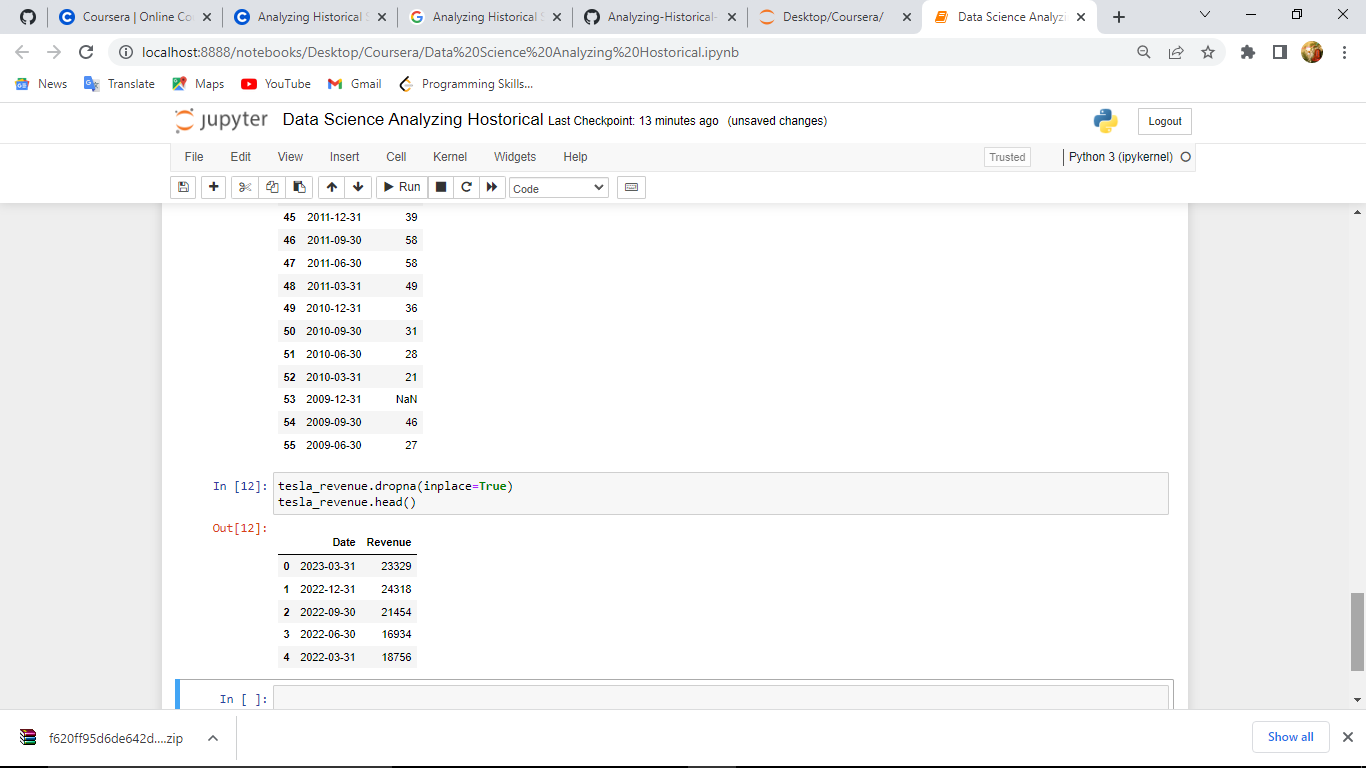 Coursera | Online Co
Analyzing Historical S
Analyzing Historical S
Analyzing-Historical-
Desktop/Coursera/
Data Science Analyzi
localhost:8888/notebooks/Desktop/Coursera/Data%20Science%20Analyzing%20Hostorical.ipynb
News Translate Maps YouTube Gmail Programming Skills...
jupyter Data Science Analyzing Hostorical Last Checkpoint: 13 minutes ago (unsaved changes) Logout
File Edit View Insert Cell Kernel Widgets Help Trusted Python 3 (ipykernel)
Run Code
45 2011-12-31 39
46 2011-09-30 58
47 2011-06-30 58
48 2011-03-31 49
49 2010-12-31 36
50 2010-09-30 31
51 2010-06-30 28
52 2010-03-31 21
53 2009-12-31 NaN
54 2009-09-30 46
55 2009-06-30 27
In [12]: tesla_revenue.dropna(inplace=True)
tesla_revenue.head()
Out[12]:
Date Revenue
0 2023-03-31 23329
1 2022-12-31 24318
2 2022-09-30 21454
3 2022-06-30 16934
4 2022-03-31 18756
In [ ]:
f620ff95d6de642d....zip Show all